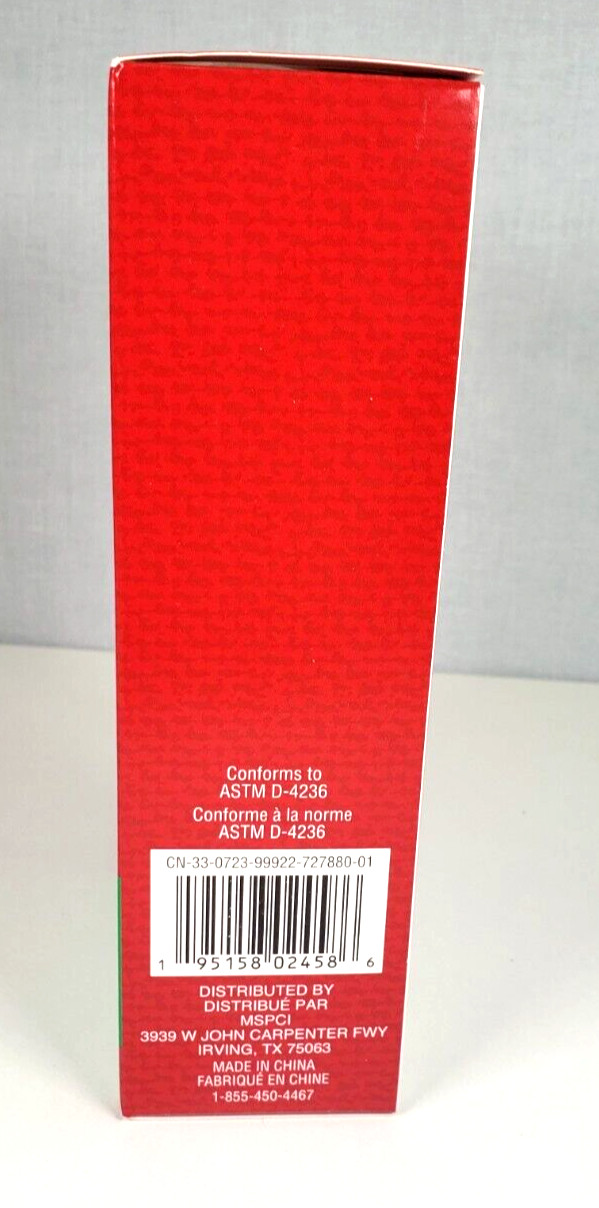 Conforms to
ASTM D-4236
Conforme à la norme
ASTM D-4236
CN-33-0723-99922-727880-01
1 95158 02458 6
DISTRIBUTED BY
DISTRIBUÉ PAR
MSPCI
3939 W JOHN CARPENTER FWY
IRVING, TX 75063
MADE IN CHINA
FABRIQUÉ EN CHINE
1-855-450-4467